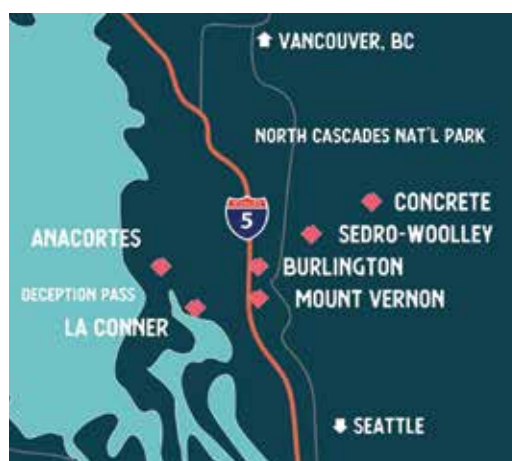 VANCOUVER, BC
NORTH CASCADES NAT'L PARK
CONCRETE
5
SEDRO-WOOLLEY
ANACORTES
BURLINGTON
DECEPTION PASS
MOUNT VERNON
LA CONNER
SEATTLE